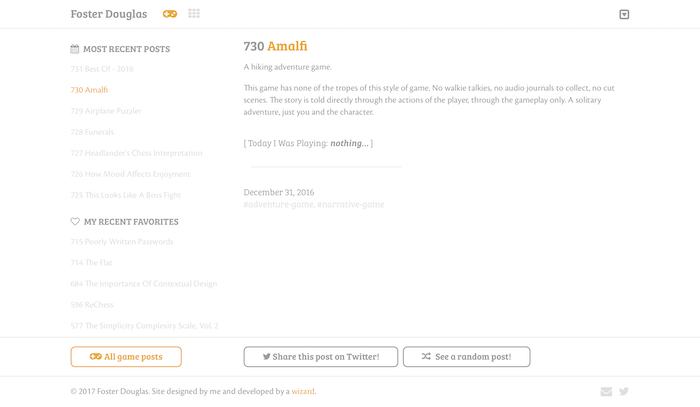 Foster Douglas
MOST RECENT POSTS
731 Best Of - 2016
730 Amalfi
729 Airplane Puzzler
728 Funerals
727 Headlander's Chess Interpretation
726 How Mood Affects Enjoyment
725 This Looks Like A Boss Fight
MY RECENT FAVORITES
715 Poorly Written Passwords
714 The Flat
684 The Importance Of Contextual Design
596 ReChess
577 The Simplicity Complexity Scale, Vol. 2
730 Amalfi
A hiking adventure game.
This game has none of the tropes of this style of game. No walkie talkies, no audio journals to collect, no cut
scenes. The story is told directly through the actions of the player, through the gameplay only. A solitary
adventure, just you and the character.
[ Today I Was Playing: nothing... ]
December 31, 2016
#adventure-game, #narrative-game
All game posts
Share this post on Twitter!
See a random post!
© 2017 Foster Douglas. Site designed by me and developed by a wizard.